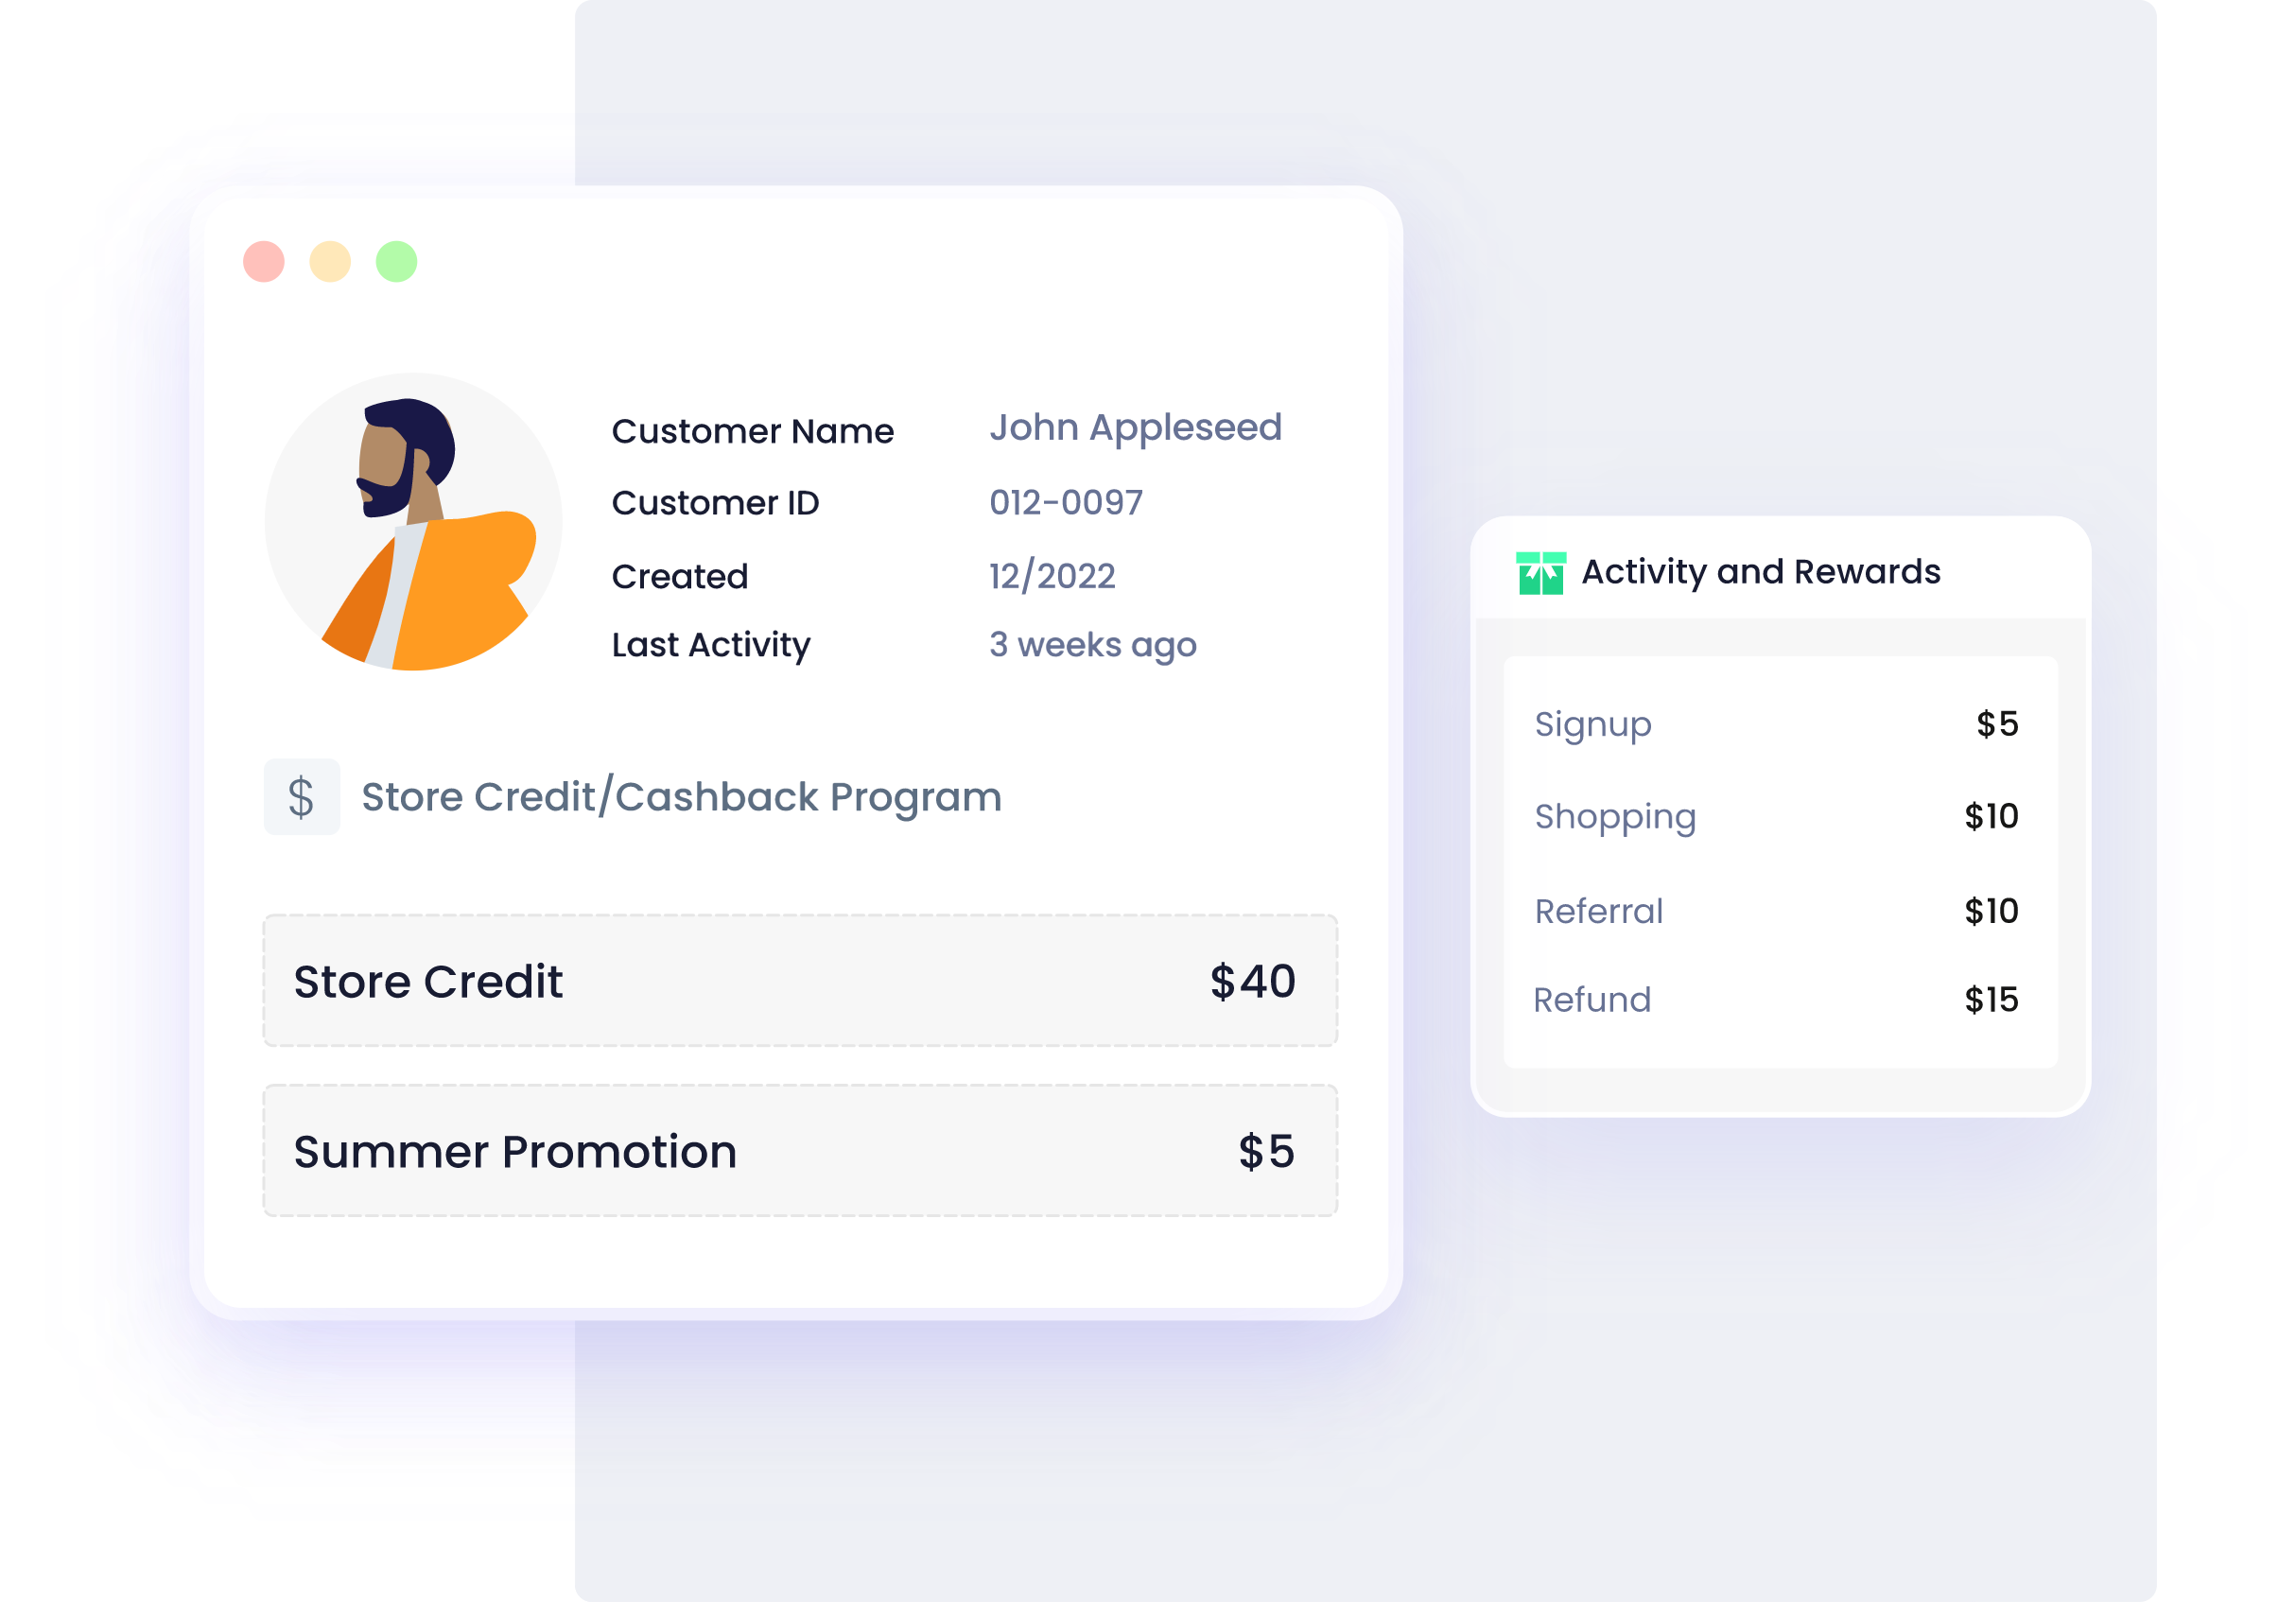 Customer Name John Appleseed
Customer ID 012-0097
Created 12/2022
Last Activity 3 weeks ago
$ Store Credit/Cashback Program
Store Credit $40
Summer Promotion $5
Activity and Rewards
Signup $5
Shopping $10
Referral $10
Refund $15